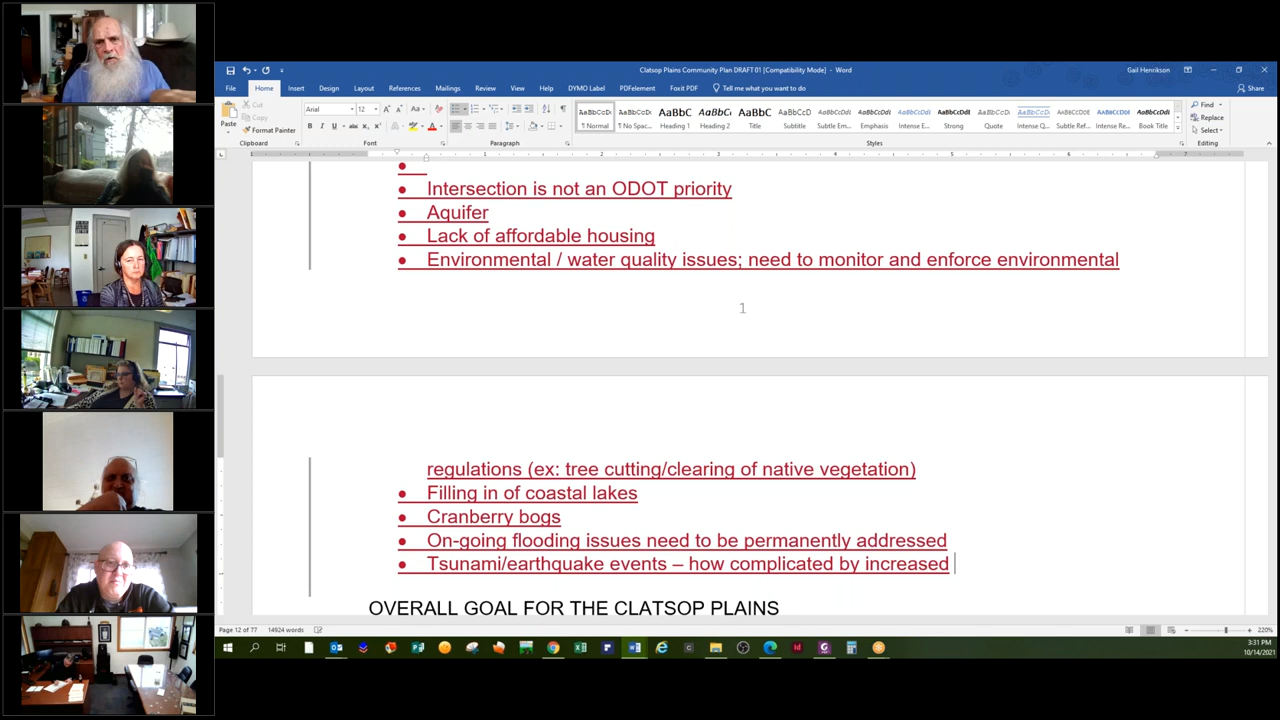 Clatsop Plains Community Plan DRAFT 01 [Compatibility Mode] - Word
Gail Henrikson
File Home Insert Design Layout References Mailings Review View DYMO Label PDFelement Foxit PDF Tell me what you want to do
Share
Cut
Copy
Paste
Format Painter
Arial 12
AaBbCcDc AaBbCcDc AaBbC AaBbCc AaBbC
¶ Normal ¶ No Spac... Heading 1 Heading 2 Title Subtitle Subtle Em... Emphasis Intense E... Strong Quote Intense Q... Subtle Ref... Intense Re... Book Title
Find
Replace
Select
Clipboard Font Paragraph Styles Editing
• Intersection is not an ODOT priority
• Aquifer
• Lack of affordable housing
• Environmental / water quality issues; need to monitor and enforce environmental
1
regulations (ex: tree cutting/clearing of native vegetation)
• Filling in of coastal lakes
• Cranberry bogs
• On-going flooding issues need to be permanently addressed
• Tsunami/earthquake events – how complicated by increased
OVERALL GOAL FOR THE CLATSOP PLAINS
Page 12 of 77 14924 words
220%
3:31 PM
10/14/2021